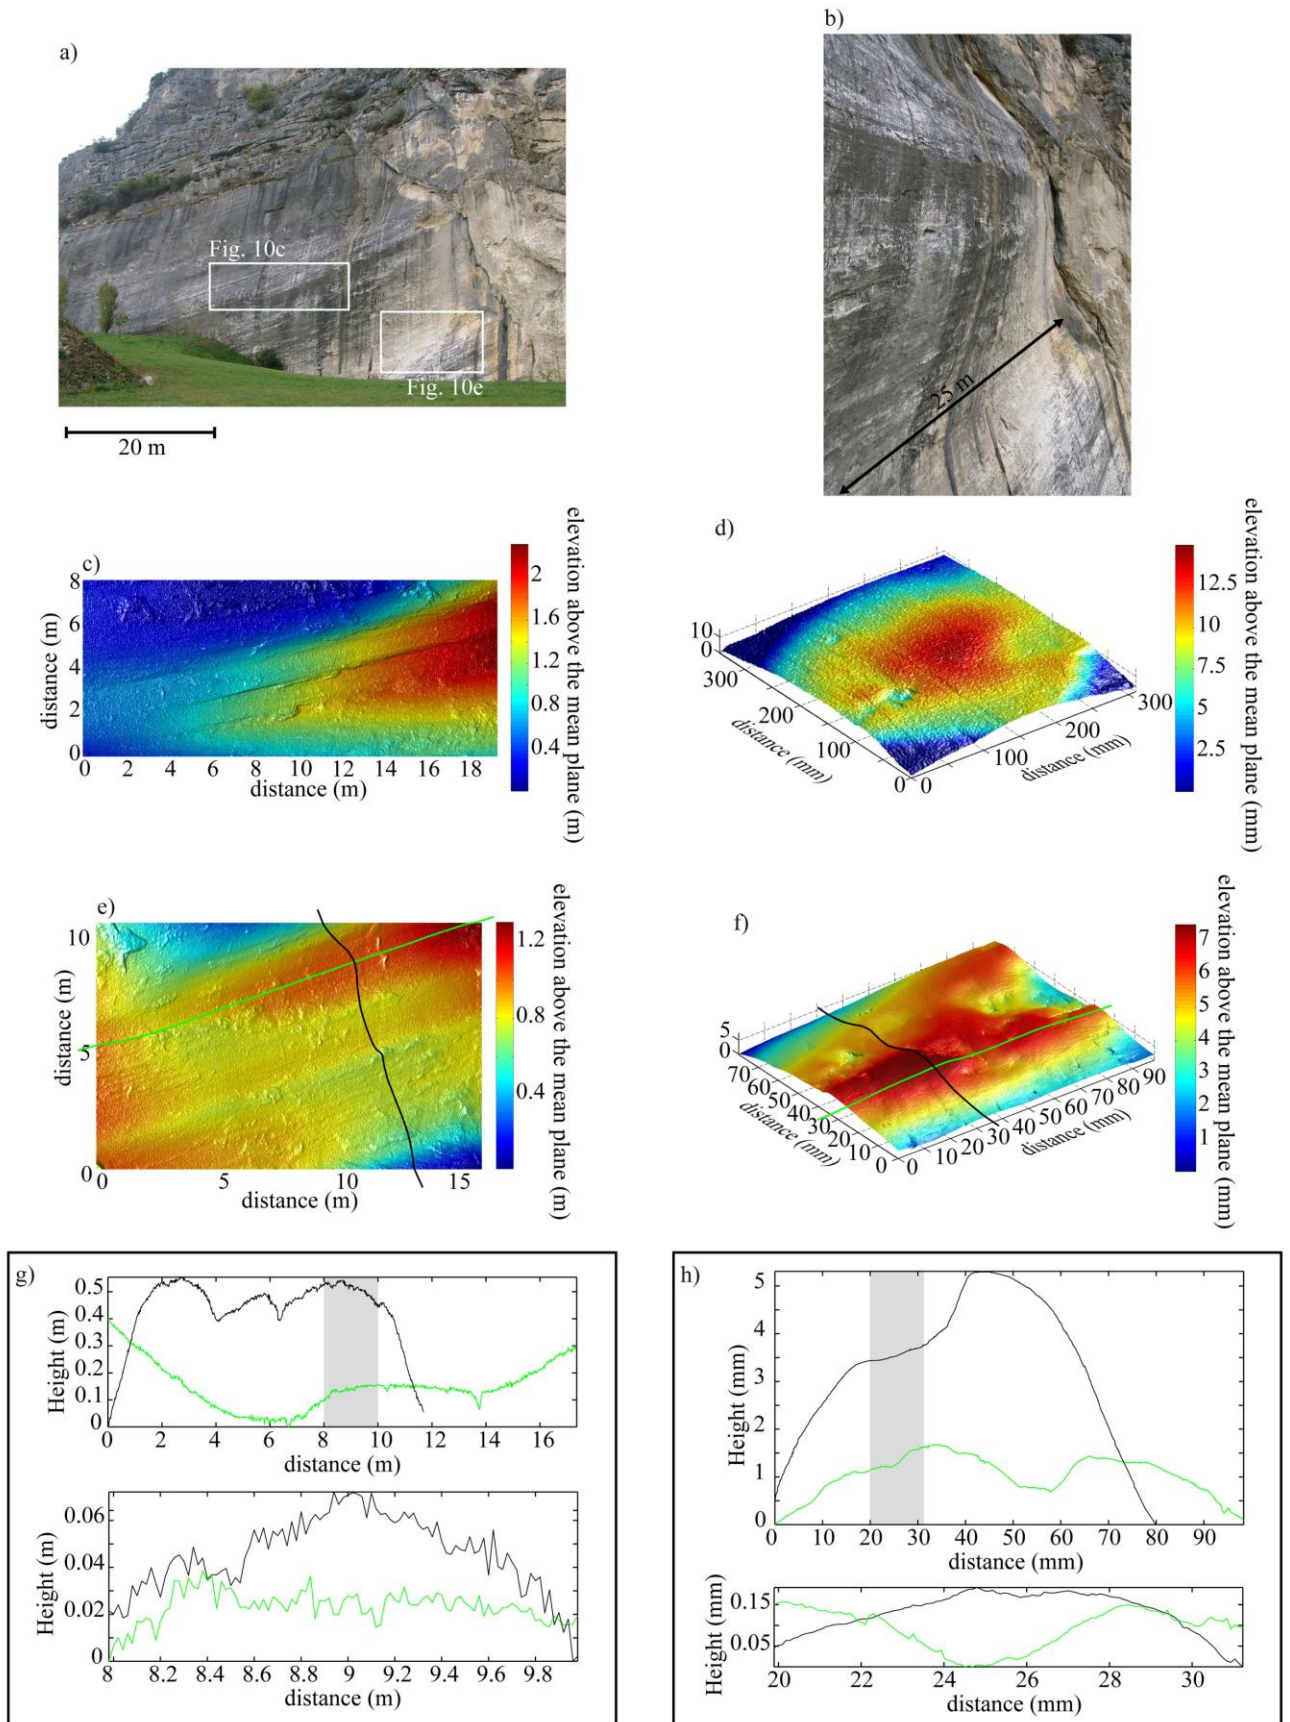 a)
Fig. 10c
Fig. 10e
20 m
b)
25 m
c)
8
6
4
2
0
distance (m)
0 2 4 6 8 10 12 14 16 18
distance (m)
2
1.6
1.2
0.8
0.4
elevation above the mean plane (m)
d)
10
0
300
200
100
0
distance (mm)
0
100
200
300
distance (mm)
12.5
10
7.5
5
2.5
elevation above the mean plane (mm)
e)
10
5
0
distance (m)
5 10 15
distance (m)
1.2
0.8
0.4
elevation above the mean plane (m)
f)
5
0
70
60
50
40
30
20
10
0
distance (mm)
0 10 20 30 40 50 60 70 80 90
distance (mm)
7
6
5
4
3
2
1
elevation above the mean plane (mm)
g)
0.5
0.4
0.3
0.2
0.1
0
Height (m)
0 2 4 6 8 10 12 14 16
distance (m)
0.06
0.04
0.02
0
Height (m)
8 8.2 8.4 8.6 8.8 9 9.2 9.4 9.6 9.8
distance (m)
h)
5
4
3
2
1
0
Height (mm)
0 10 20 30 40 50 60 70 80 90
distance (mm)
0.15
0.05
Height (mm)
20 22 24 26 28 30
distance (mm)